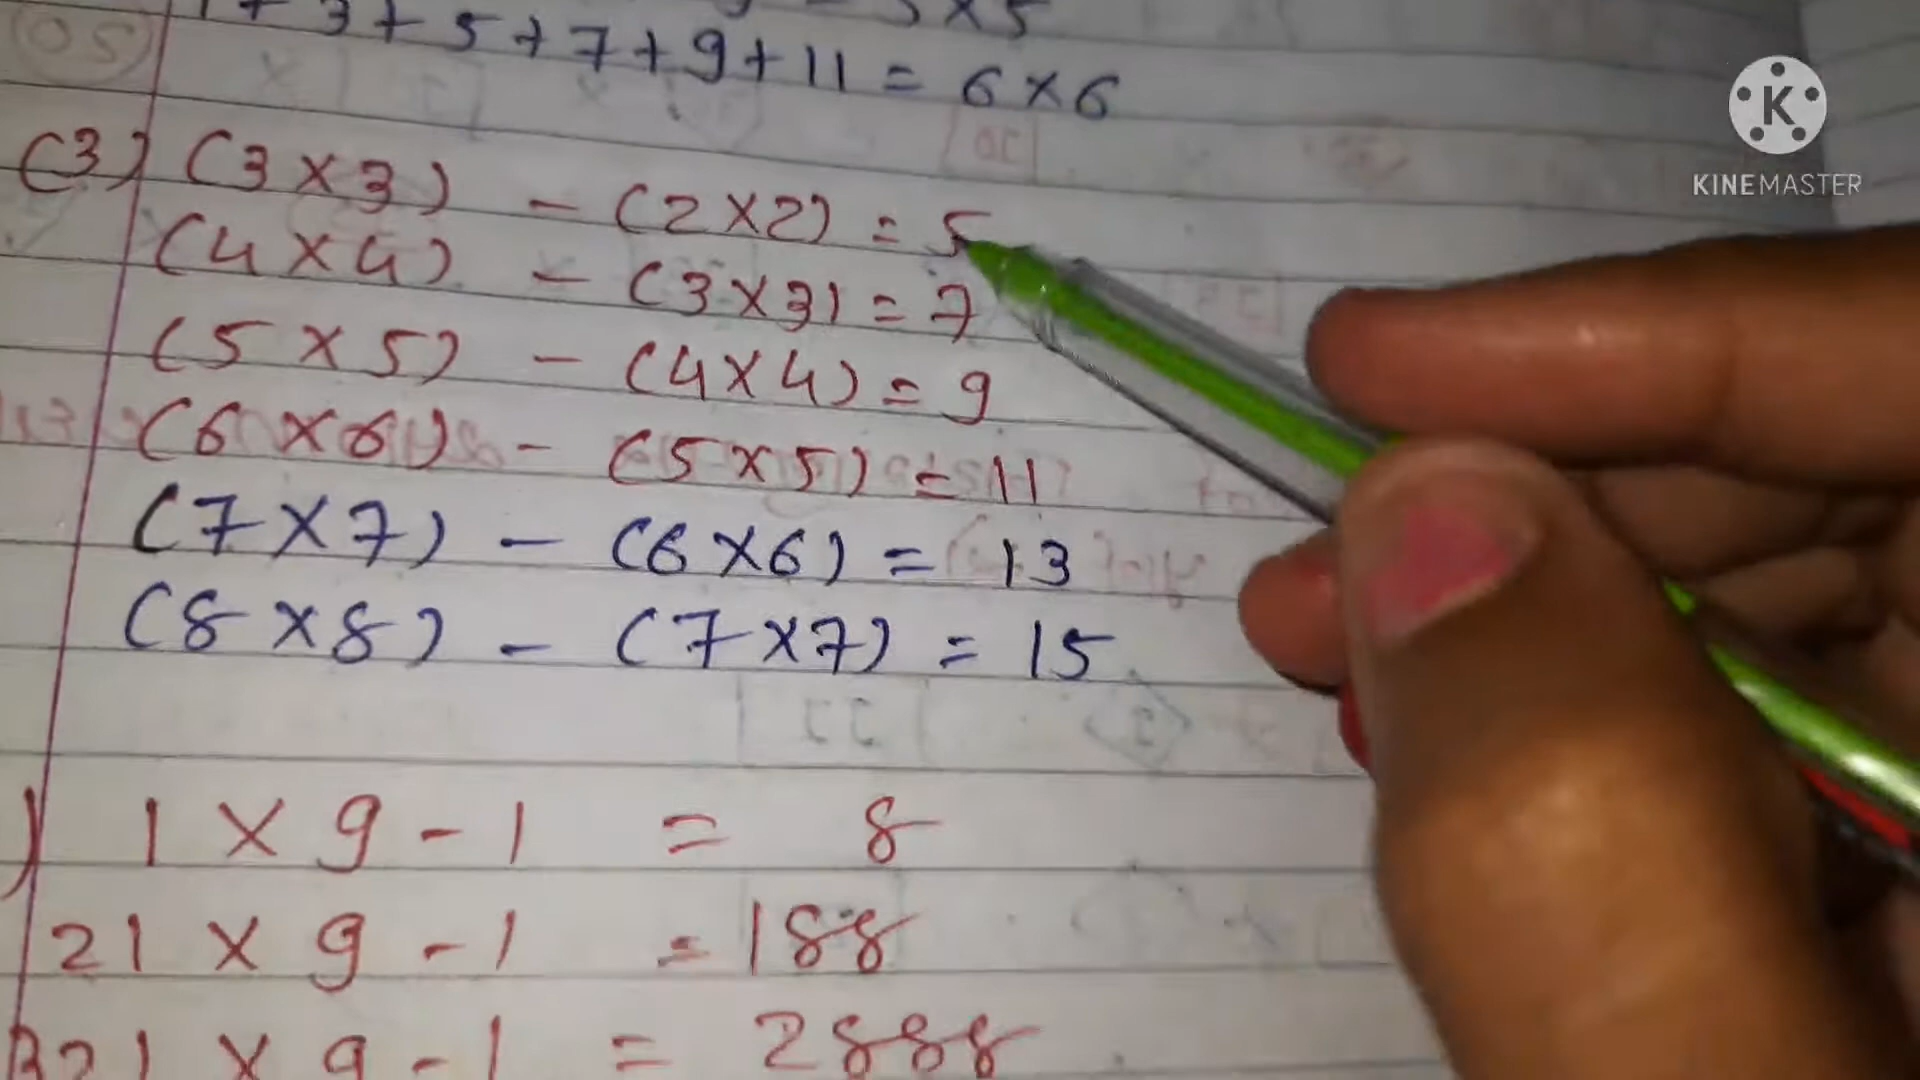 + 3 + 5 + 7 + 9 + 11 = 6 × 6
(3) (3 × 3) - (2 × 2) = 5
(4 × 4) - (3 × 3) = 7
(5 × 5) - (4 × 4) = 9
(6 × 6) - (5 × 5) = 11
(7 × 7) - (6 × 6) = 13
(8 × 8) - (7 × 7) = 15
) 1 × 9 - 1 = 8
21 × 9 - 1 = 188
321 × 9 - 1 = 2888
K
KINEMASTER